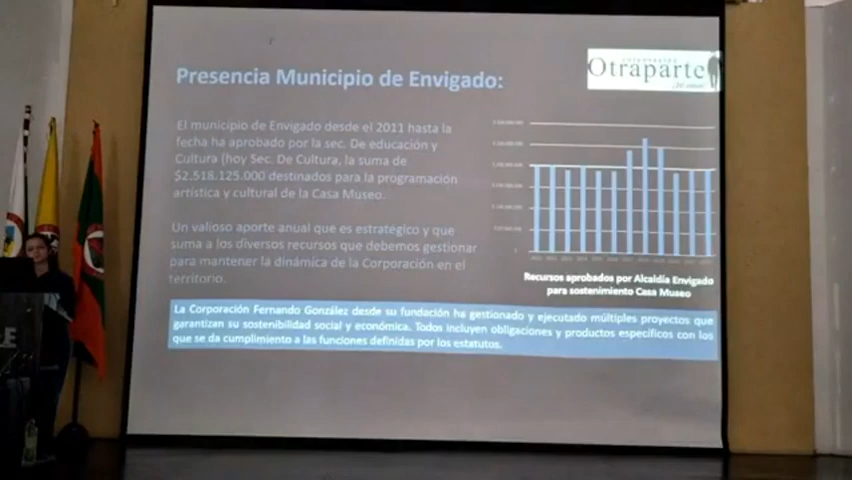 Presencia Municipio de Envigado:
Otraparte
El municipio de Envigado desde el 2011 hasta la
fecha ha aprobado por la sec. De educación y
Cultura (hoy Sec. De Cultura, la suma de
$2.518.125.000 destinados para la programación
artística y cultural de la Casa Museo.
Un valioso aporte anual que es estratégico y que
suma a los diversos recursos que debemos gestionar
para mantener la dinámica de la Corporación en el
territorio.
Recursos aprobados por Alcaldía Envigado
para sostenimiento Casa Museo
La Corporación Fernando González desde su fundación ha gestionado y ejecutado múltiples proyectos que
garantizan su sostenibilidad social y económica. Todos incluyen obligaciones y productos específicos con los
que se da cumplimiento a las funciones definidas por los estatutos.